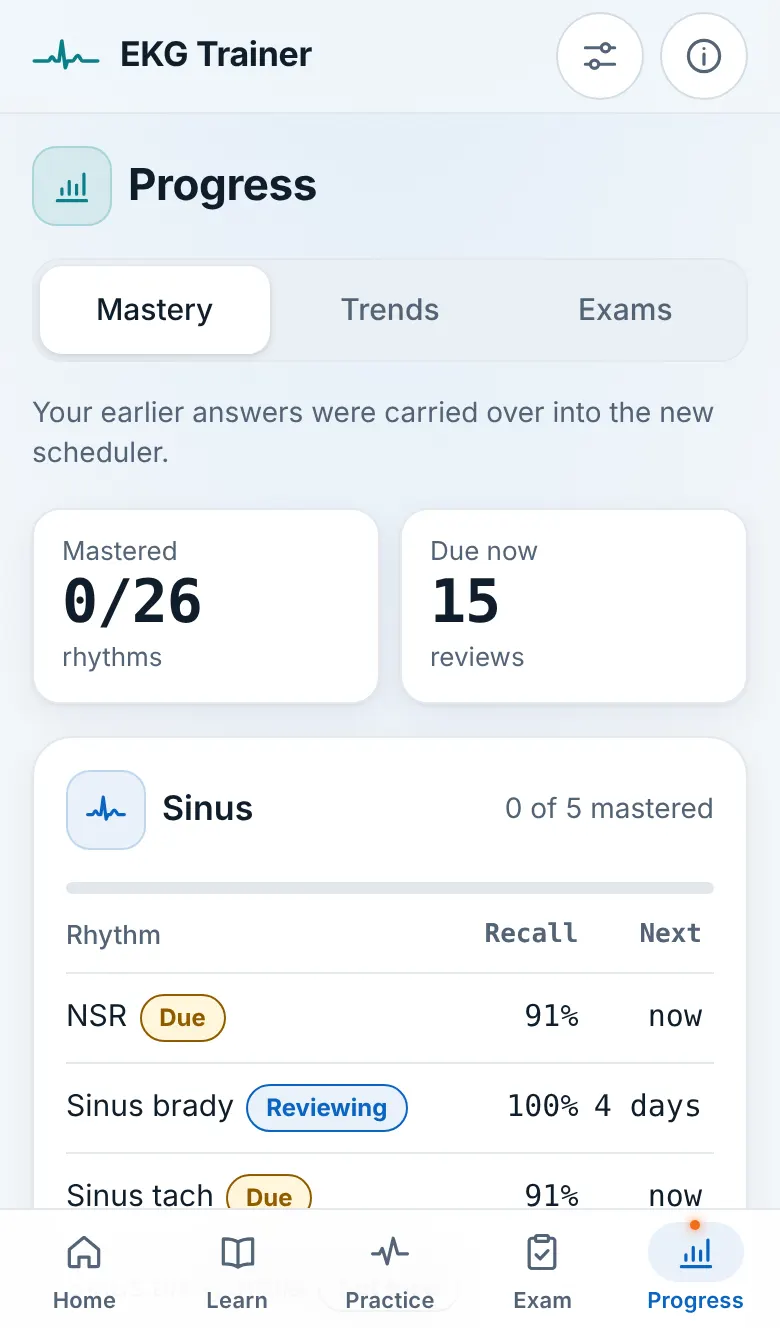 EKG Trainer
Progress
Mastery Trends Exams
Your earlier answers were carried over into the new
scheduler.
Mastered
0/26
rhythms
Due now
15
reviews
Sinus 0 of 5 mastered
Rhythm Recall Next
NSR Due 91% now
Sinus brady Reviewing 100% 4 days
Sinus tach Due 91% now
Home Learn Practice Exam Progress